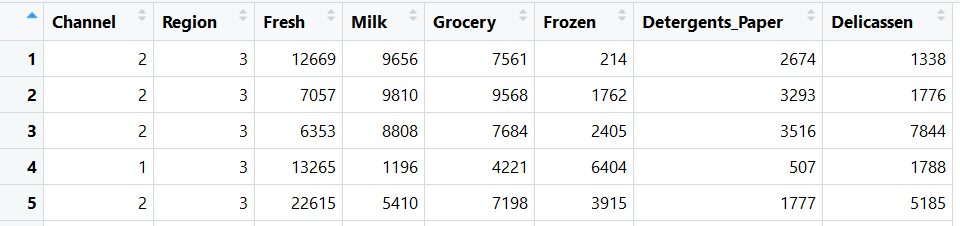 Channel Region Fresh Milk Grocery Frozen Detergents_Paper Delicassen
1 2 3 12669 9656 7561 214 2674 1338
2 2 3 7057 9810 9568 1762 3293 1776
3 2 3 6353 8808 7684 2405 3516 7844
4 1 3 13265 1196 4221 6404 507 1788
5 2 3 22615 5410 7198 3915 1777 5185